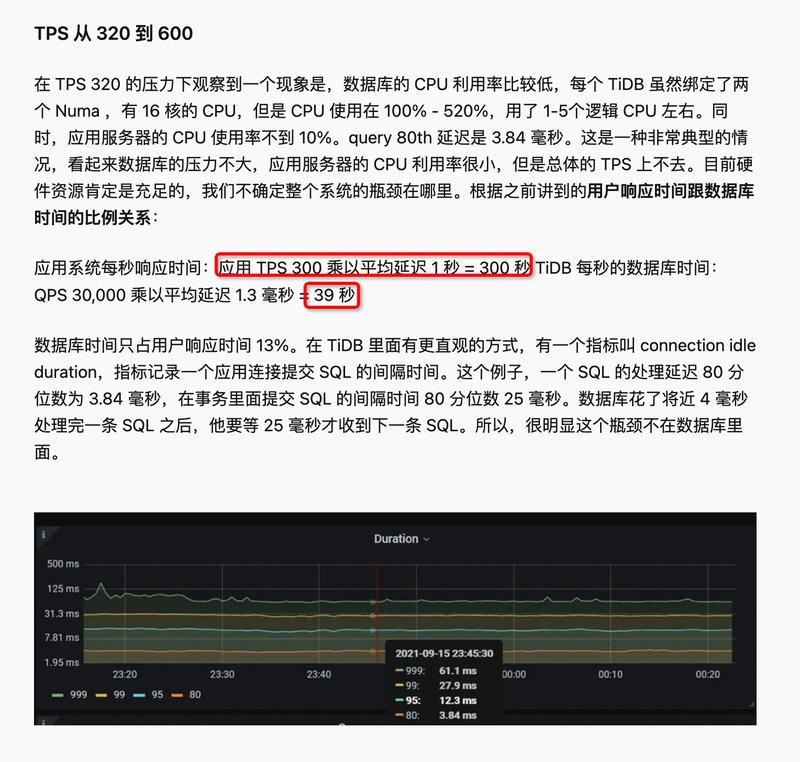 TPS 从 320 到 600
在 TPS 320 的压力下观察到一个现象是，数据库的 CPU 利用率比较低，每个 TiDB 虽然绑定了两
个 Numa ，有 16 核的 CPU，但是 CPU 使用在 100% - 520%，用了 1-5个逻辑 CPU 左右。同
时，应用服务器的 CPU 使用率不到 10%。query 80th 延迟是 3.84 毫秒。这是一种非常典型的情
况，看起来数据库的压力不大，应用服务器的 CPU 利用率很小，但是总体的 TPS 上不去。目前硬
件资源肯定是充足的，我们不确定整个系统的瓶颈在哪里。根据之前讲到的用户响应时间跟数据库
时间的比例关系：
应用系统每秒响应时间：应用 TPS 300 乘以平均延迟 1 秒 = 300 秒 TiDB 每秒的数据库时间：
QPS 30,000 乘以平均延迟 1.3 毫秒 = 39 秒
数据库时间只占用户响应时间 13%。在 TiDB 里面有更直观的方式，有一个指标叫 connection idle
duration，指标记录一个应用连接提交 SQL 的间隔时间。这个例子，一个 SQL 的处理延迟 80 分
位数为 3.84 毫秒，在事务里面提交 SQL 的间隔时间 80 分位数 25 毫秒。数据库花了将近 4 毫秒
处理完一条 SQL 之后，他要等 25 毫秒才收到下一条 SQL。所以，很明显这个瓶颈不在数据库里
面。
Duration
500 ms
125 ms
31.3 ms
7.81 ms
1.95 ms
23:20 23:30 23:40 00:00 00:10 00:20
2021-09-15 23:45:30
999: 61.1 ms
99: 27.9 ms
95: 12.3 ms
80: 3.84 ms
999 99 95 80